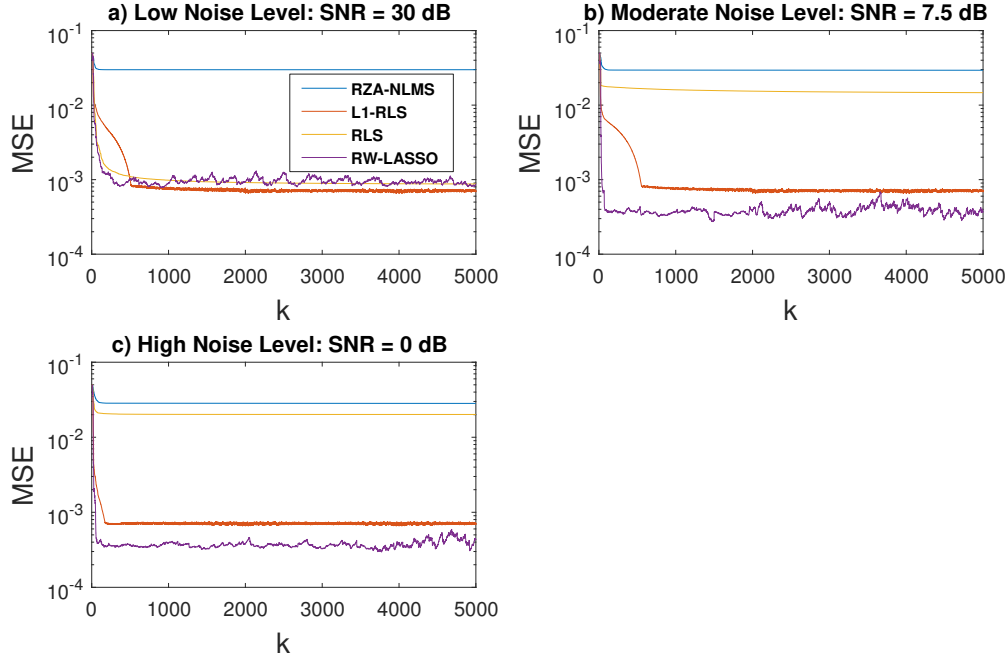 a) Low Noise Level: SNR = 30 dB
10^-1
10^-2
10^-3
10^-4
MSE
RZA-NLMS
L1-RLS
RLS
RW-LASSO
0 1000 2000 3000 4000 5000
k
b) Moderate Noise Level: SNR = 7.5 dB
10^-1
10^-2
10^-3
10^-4
MSE
0 1000 2000 3000 4000 5000
k
c) High Noise Level: SNR = 0 dB
10^-1
10^-2
10^-3
10^-4
MSE
0 1000 2000 3000 4000 5000
k